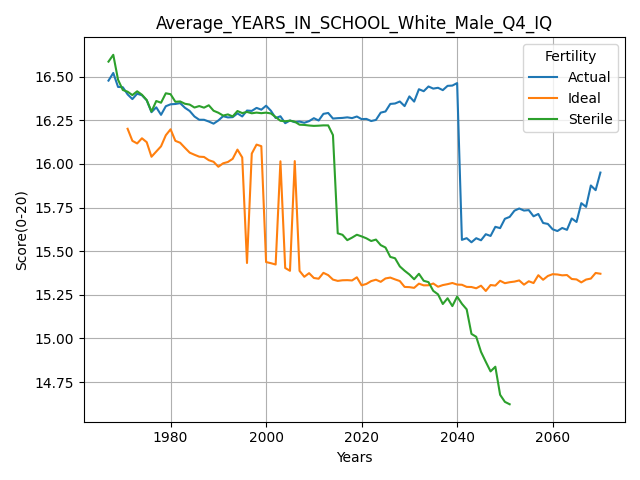 Average_YEARS_IN_SCHOOL_White_Male_Q4_IQ
Fertility
Actual
Ideal
Sterile
Score(0-20)
16.50
16.25
16.00
15.75
15.50
15.25
15.00
14.75
1980
2000
2020
2040
2060
Years